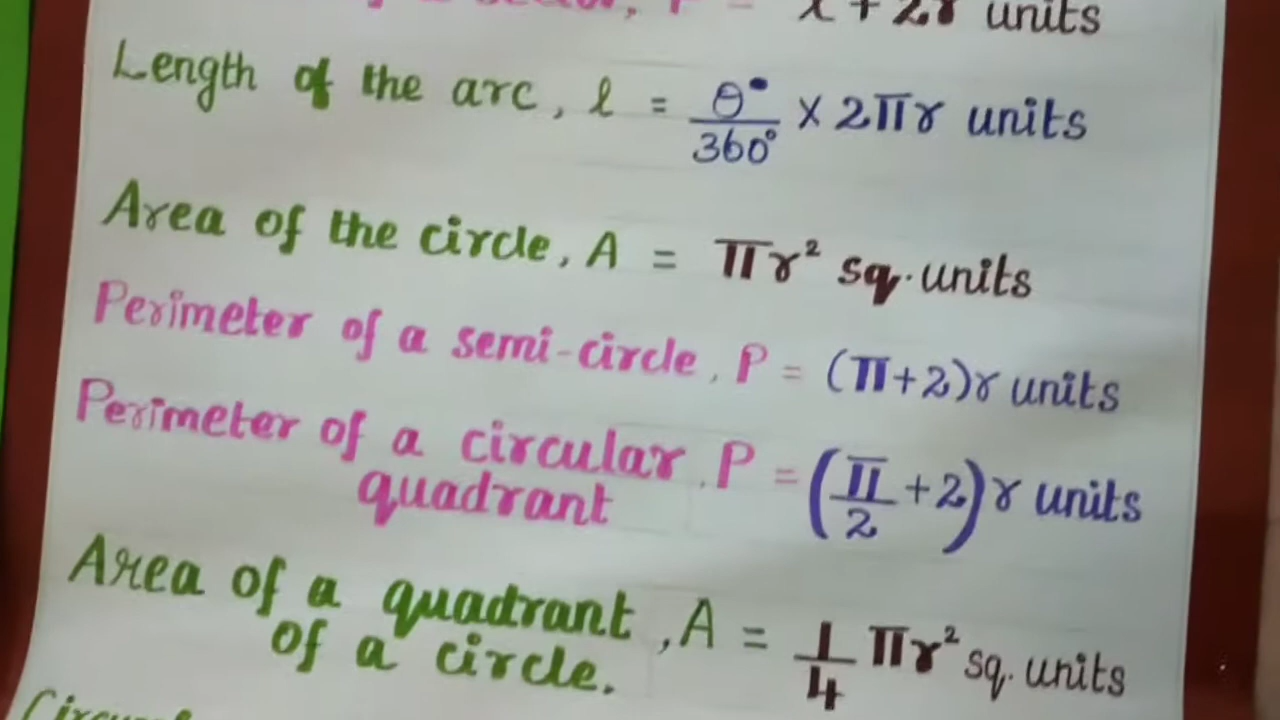 units
Length of the arc, l = θ°/360° × 2πr units
Area of the circle, A = πr² sq. units
Perimeter of a semi-circle, P = (π+2)r units
Perimeter of a circular quadrant, P = (π/2 + 2)r units
Area of a quadrant of a circle. , A = 1/4 πr² sq. units